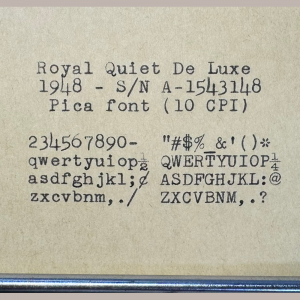 Royal Quiet De Luxe
1948 - S/N A-1543148
Pica font (10 CPI)
234567890- "#$%_&'()*
qwertyuiop½ QWERTYUIOP¼
asdfghjkl;¢ ASDFGHJKL:@
zxcvbnm,./ ZXCVBNM,.?